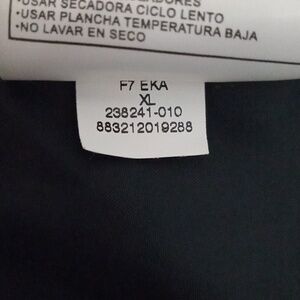 ·USAR SECADORA CICLO LENTO
·USAR PLANCHA TEMPERATURA BAJA
·NO LAVAR EN SECO
F7 EKA
XL
238241-010
883212019288